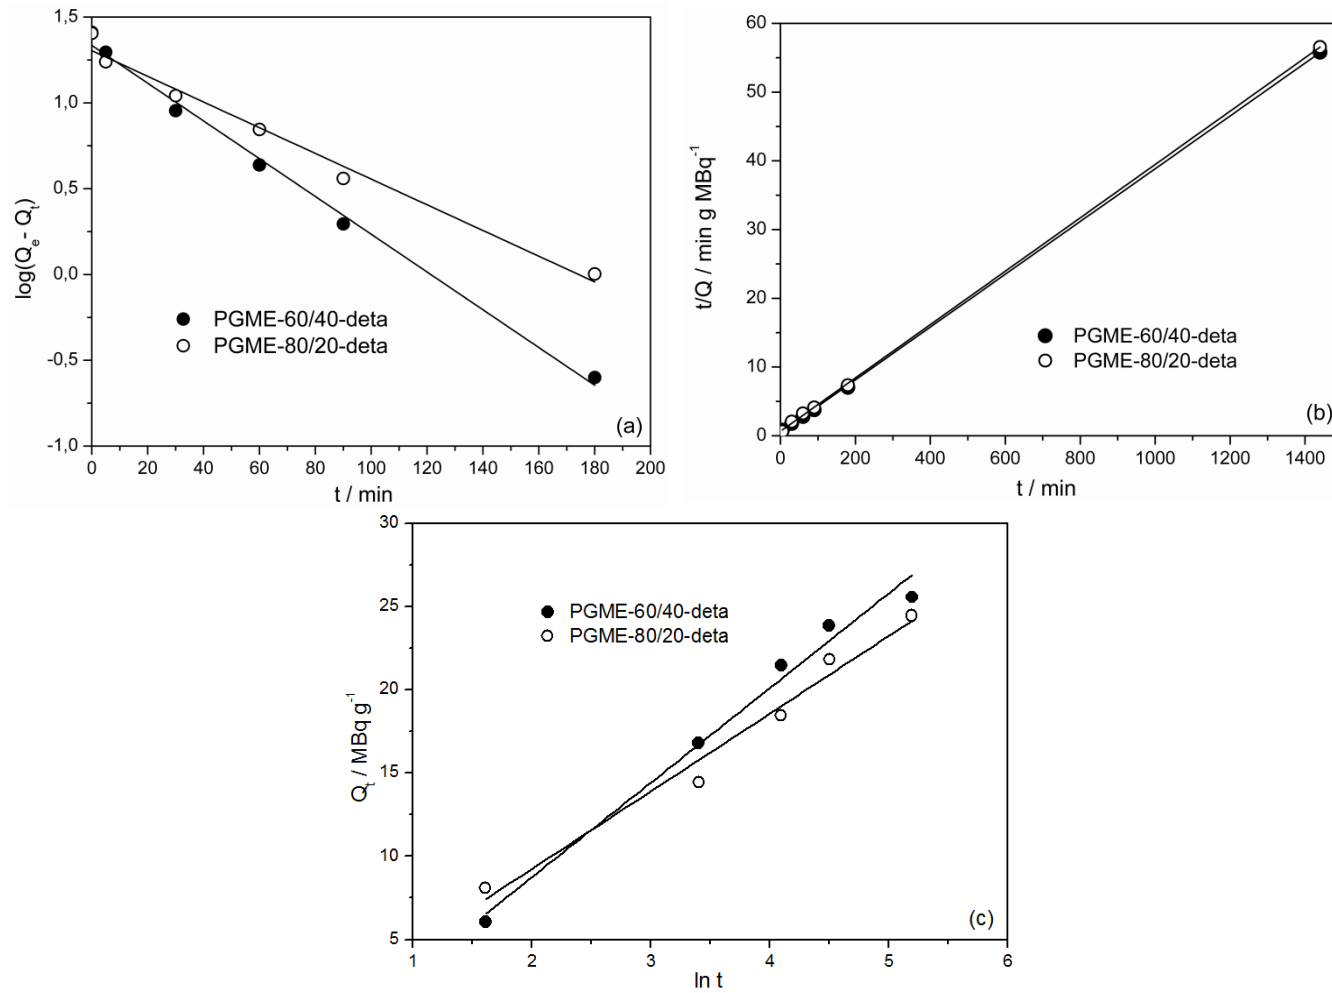 1,5
1,0
0,5
0,0
-0,5
-1,0
log(Qe- Qt)
0 20 40 60 80 100 120 140 160 180 200
t / min
PGME-60/40-deta
PGME-80/20-deta
(a)
60
50
40
30
20
10
0
t/Q / min g MBq-1
0 200 400 600 800 1000 1200 1400
t / min
PGME-60/40-deta
PGME-80/20-deta
(b)
30
25
20
15
10
5
Qt / MBq g-1
1 2 3 4 5 6
ln t
PGME-60/40-deta
PGME-80/20-deta
(c)